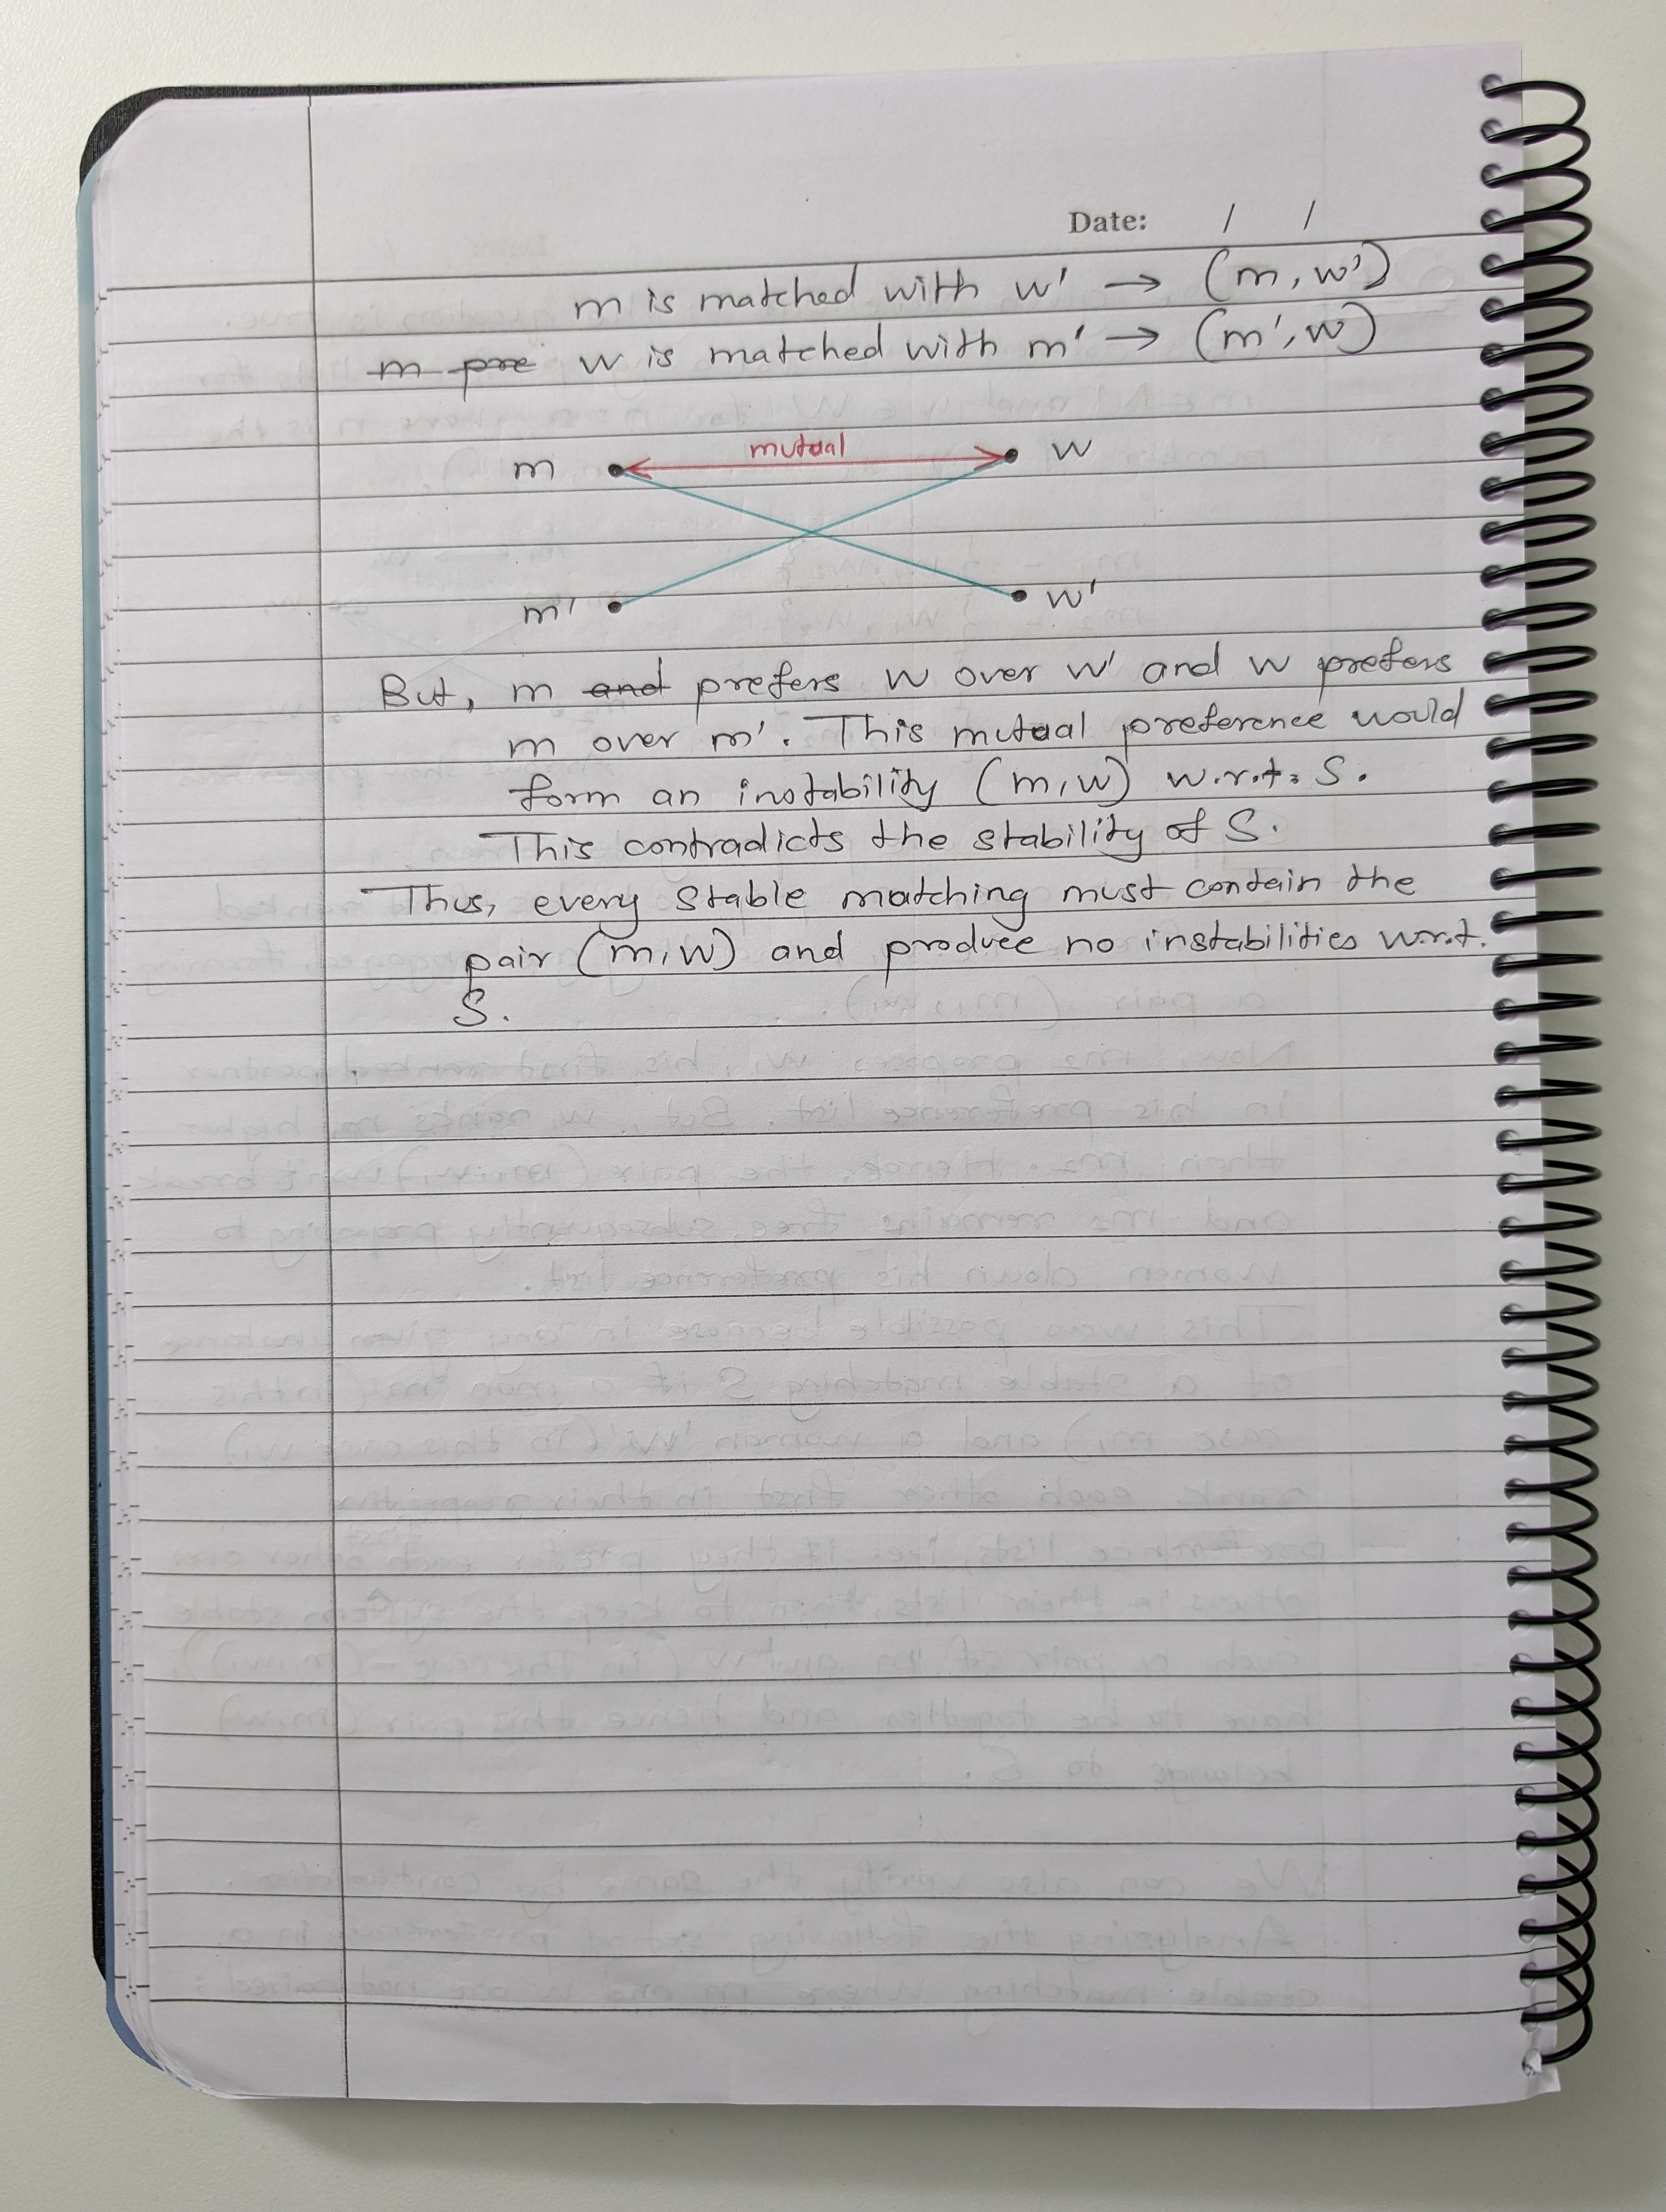 Date: / /
m is matched with w' → (m, w')
m pre w is matched with m' → (m', w)
m mutual w
m' w'
But, m and prefers w over w' and w prefers
m over m'. This mutual preference would
form an instability (m, w) w.r.t. S.
This contradicts the stability of S.
Thus, every stable matching must contain the
pair (m, w) and produce no instabilities w.r.t.
S.